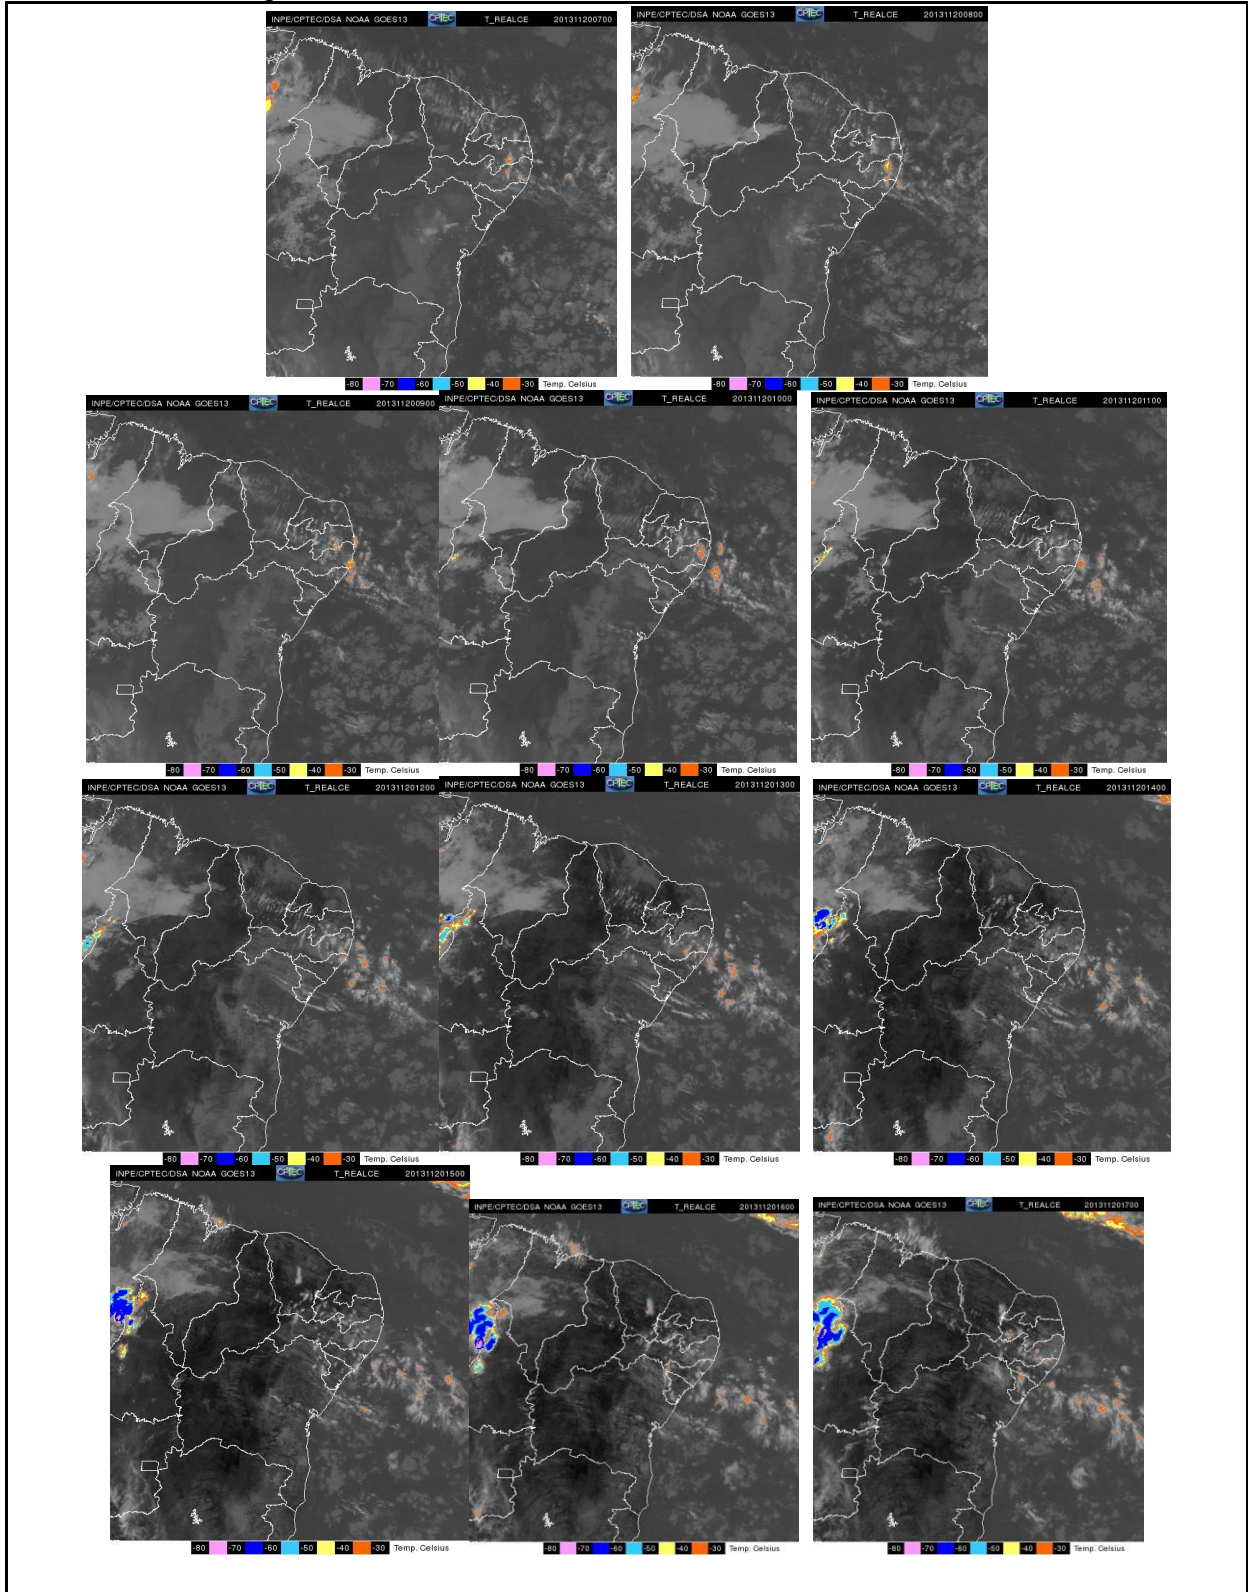 INPE/CPTEC/DSA NOAA GOES13 CPTEC T_REALCE 201311200700
-80 -70 -60 -50 -40 -30 Temp. Celsius
INPE/CPTEC/DSA NOAA GOES13 CPTEC T_REALCE 201311200800
-80 -70 -60 -50 -40 -30 Temp. Celsius
INPE/CPTEC/DSA NOAA GOES13 CPTEC T_REALCE 201311200900
-80 -70 -60 -50 -40 -30 Temp. Celsius
INPE/CPTEC/DSA NOAA GOES13 CPTEC T_REALCE 201311201000
-80 -70 -60 -50 -40 -30 Temp. Celsius
INPE/CPTEC/DSA NOAA GOES13 CPTEC T_REALCE 201311201100
-80 -70 -60 -50 -40 -30 Temp. Celsius
INPE/CPTEC/DSA NOAA GOES13 CPTEC T_REALCE 201311201200
-80 -70 -60 -50 -40 -30 Temp. Celsius
INPE/CPTEC/DSA NOAA GOES13 CPTEC T_REALCE 201311201300
-80 -70 -60 -50 -40 -30 Temp. Celsius
INPE/CPTEC/DSA NOAA GOES13 CPTEC T_REALCE 201311201400
-80 -70 -60 -50 -40 -30 Temp. Celsius
INPE/CPTEC/DSA NOAA GOES13 CPTEC T_REALCE 201311201500
-80 -70 -60 -50 -40 -30 Temp. Celsius
INPE/CPTEC/DSA NOAA GOES13 CPTEC T_REALCE 201311201600
-80 -70 -60 -50 -40 -30 Temp. Celsius
INPE/CPTEC/DSA NOAA GOES13 CPTEC T_REALCE 201311201700
-80 -70 -60 -50 -40 -30 Temp. Celsius